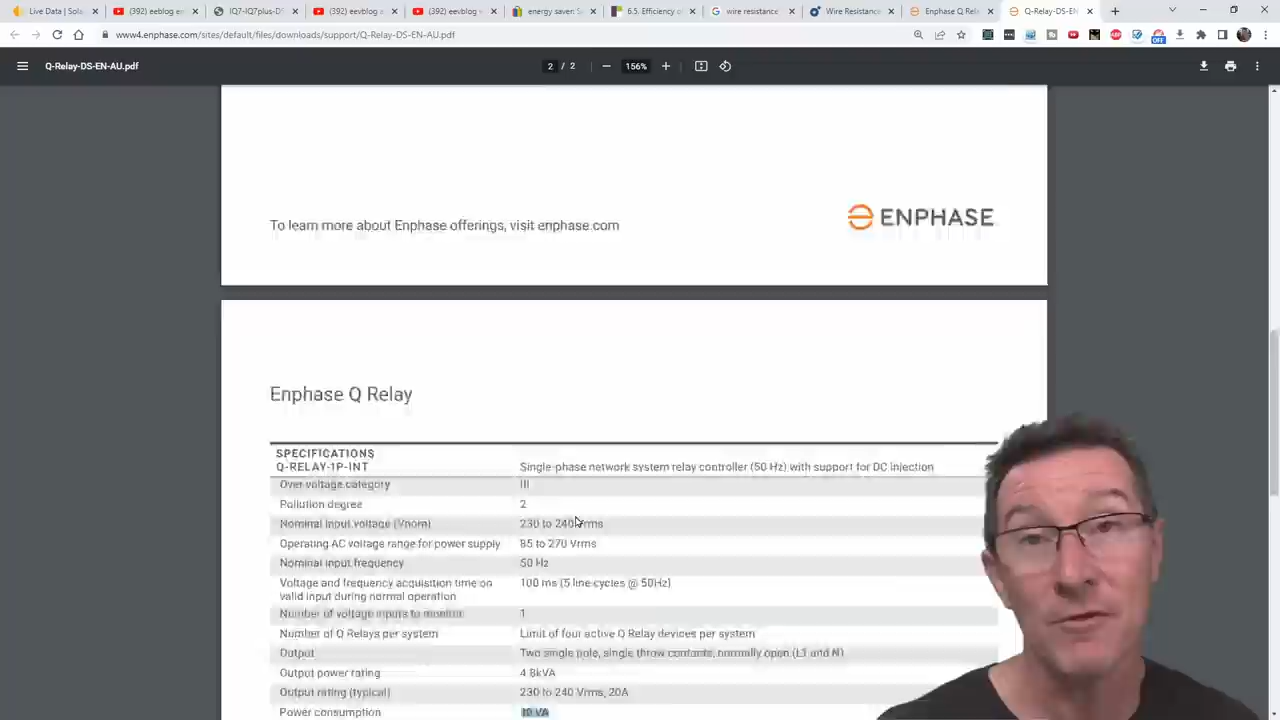 Live Data | Sola
(392) eeblog ex
IQ7-IQ7plus-DS
(392) eevblog s
(392) eevblog v
energy saver: S
6.5. Efficiency o
wire resistance
Wire Resistance
Enphase Q Rela
Q-Relay-DS-EN
www4.enphase.com/sites/default/files/downloads/support/Q-Relay-DS-EN-AU.pdf
OFF
Q-Relay-DS-EN-AU.pdf
2 / 2
156%
To learn more about Enphase offerings, visit enphase.com
ENPHASE
Enphase Q Relay
SPECIFICATIONS
Q-RELAY-1P-INT Single-phase network system relay controller (50 Hz) with support for DC injection
Over voltage category III
Pollution degree 2
Nominal input voltage (Vnom) 230 to 240 Vrms
Operating AC voltage range for power supply 85 to 270 Vrms
Nominal input frequency 50 Hz
Voltage and frequency acquisition time on 100 ms (5 line cycles @ 50Hz)
valid input during normal operation
Number of voltage inputs to monitor 1
Number of Q Relays per system Limit of four active Q Relay devices per system
Output Two single pole, single throw contacts, normally open (L1 and N)
Output power rating 4.8kVA
Output rating (typical) 230 to 240 Vrms, 20A
Power consumption 10 VA